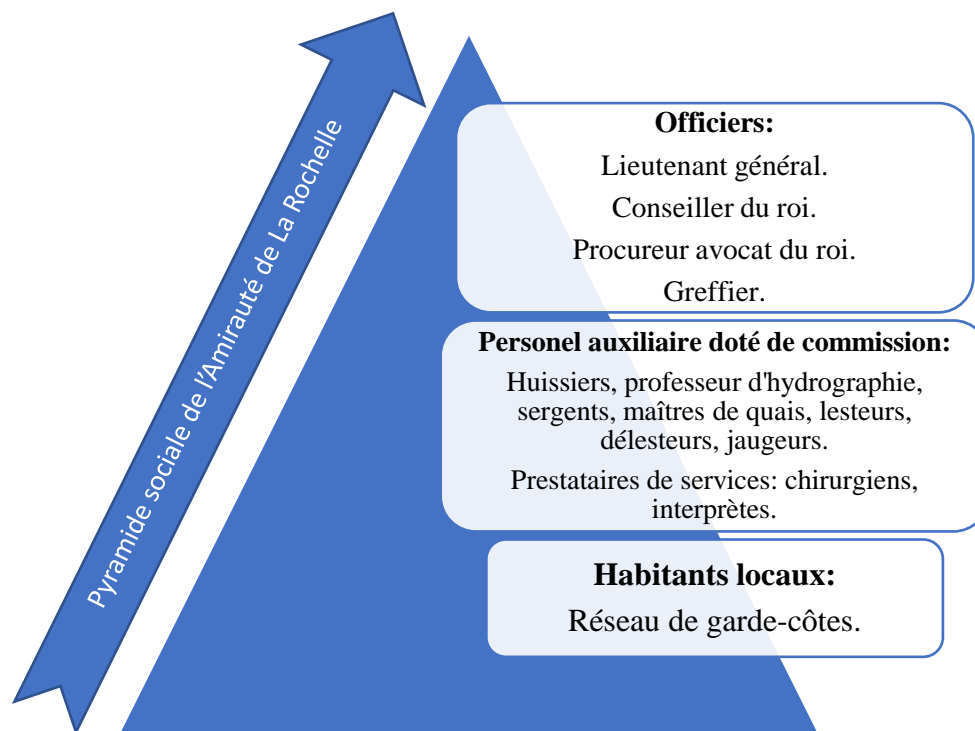 Pyramide sociale de l'Amirauté de La Rochelle
Officiers:
Lieutenant général.
Conseiller du roi.
Procureur avocat du roi.
Greffier.
Personel auxiliaire doté de commission:
Huissiers, professeur d'hydrographie,
sergents, maîtres de quais, lesteurs,
délesteurs, jaugeurs.
Prestataires de services: chirurgiens,
interprètes.
Habitants locaux:
Réseau de garde-côtes.